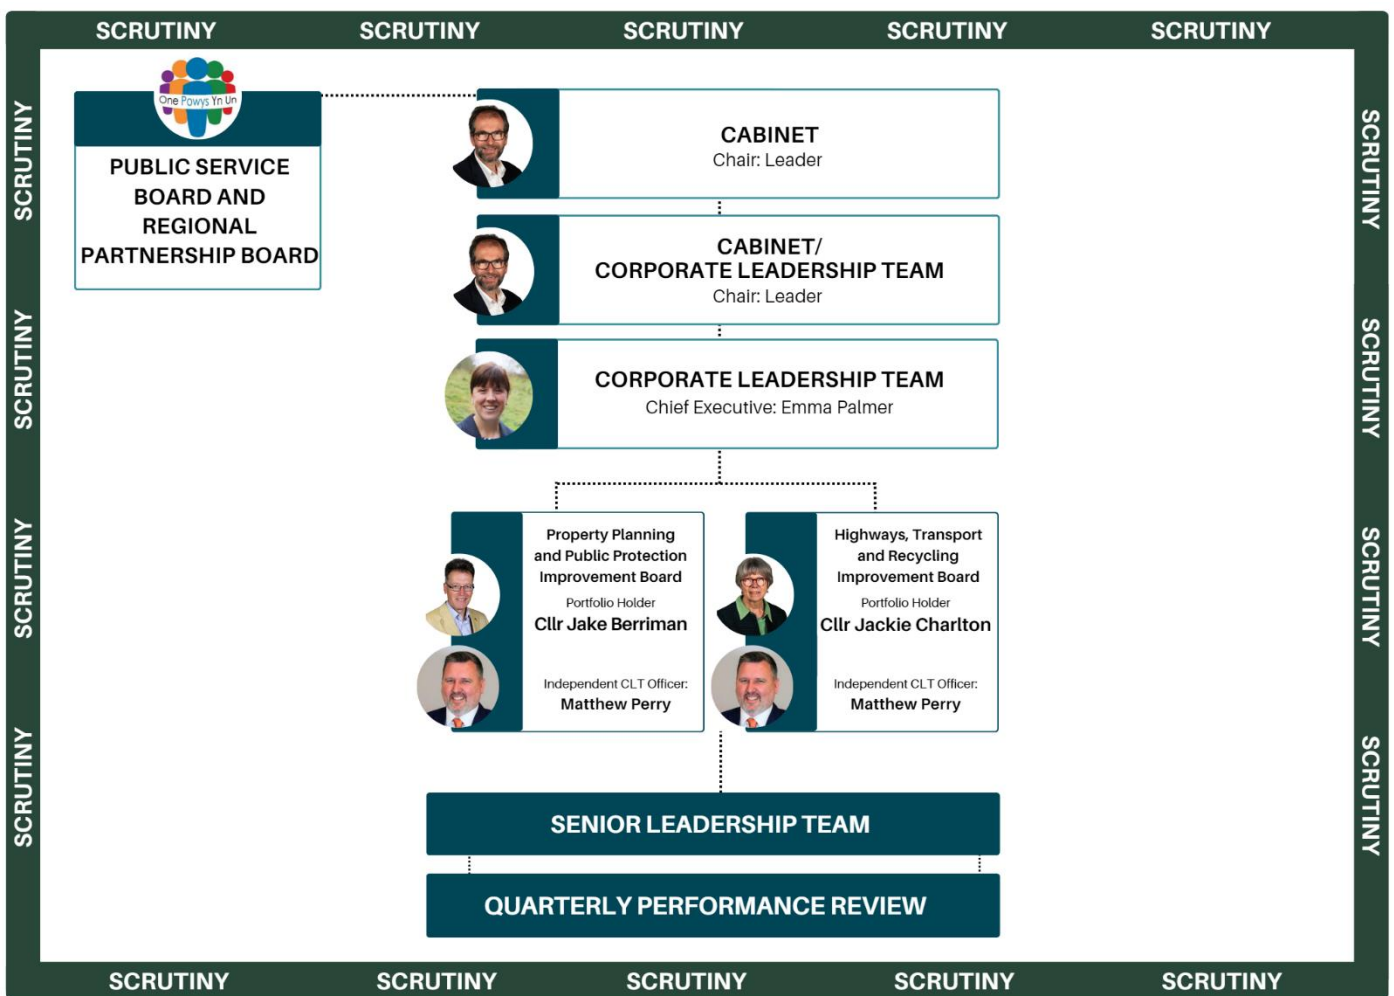 SCRUTINY SCRUTINY SCRUTINY SCRUTINY SCRUTINY
SCRUTINY
SCRUTINY
SCRUTINY
SCRUTINY
One Powys Yn Un
PUBLIC SERVICE
BOARD AND
REGIONAL
PARTNERSHIP BOARD
CABINET
Chair: Leader
CABINET/
CORPORATE LEADERSHIP TEAM
Chair: Leader
CORPORATE LEADERSHIP TEAM
Chief Executive: Emma Palmer
Property Planning
and Public Protection
Improvement Board
Portfolio Holder
Cllr Jake Berriman
Independent CLT Officer:
Matthew Perry
Highways, Transport
and Recycling
Improvement Board
Portfolio Holder
Cllr Jackie Charlton
Independent CLT Officer:
Matthew Perry
SENIOR LEADERSHIP TEAM
QUARTERLY PERFORMANCE REVIEW
SCRUTINY
SCRUTINY
SCRUTINY
SCRUTINY
SCRUTINY SCRUTINY SCRUTINY SCRUTINY SCRUTINY